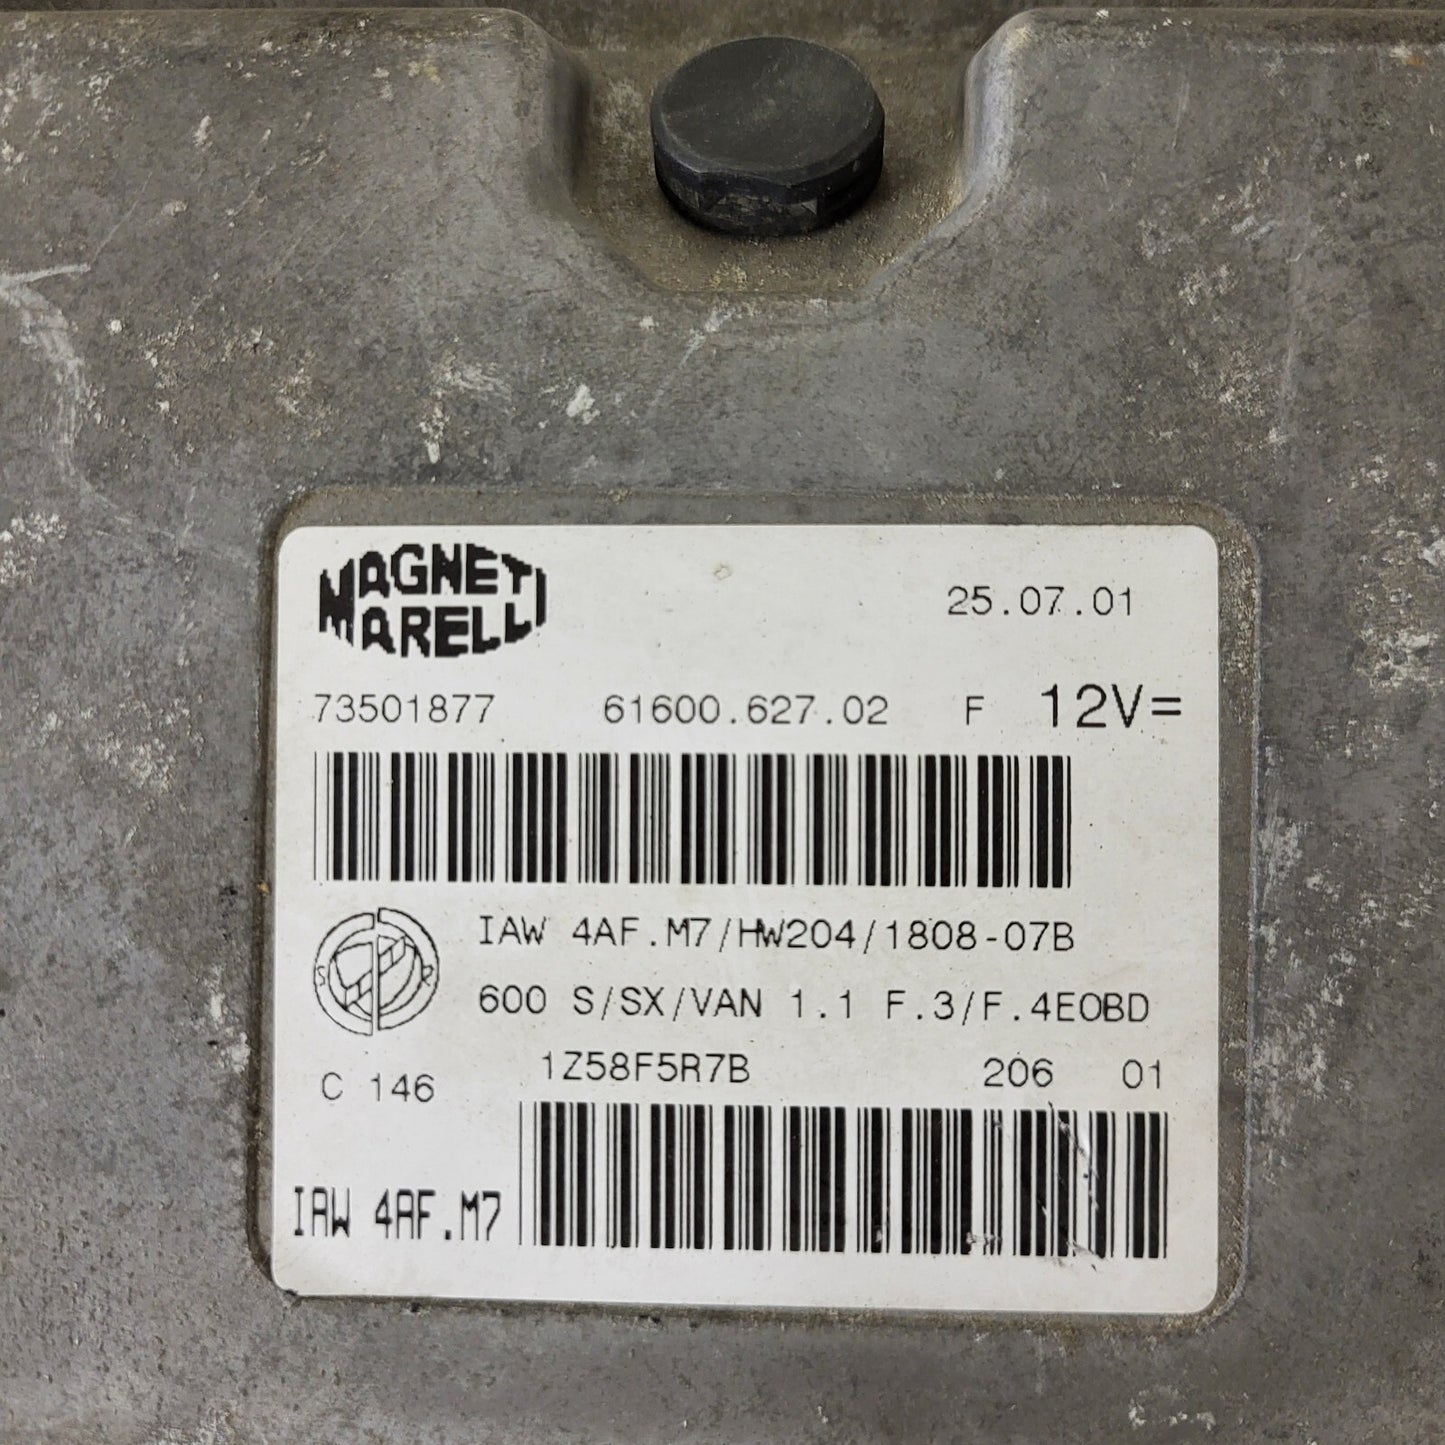 MAGNETI
MARELLI
25.07.01
73501877 61600.627.02 F 12V=
IAW 4AF.M7/HW204/1808-07B
S R
600 S/SX/VAN 1.1 F.3/F.4EOBD
C 146 1Z58F5R7B 206 01
IAW 4AF.M7